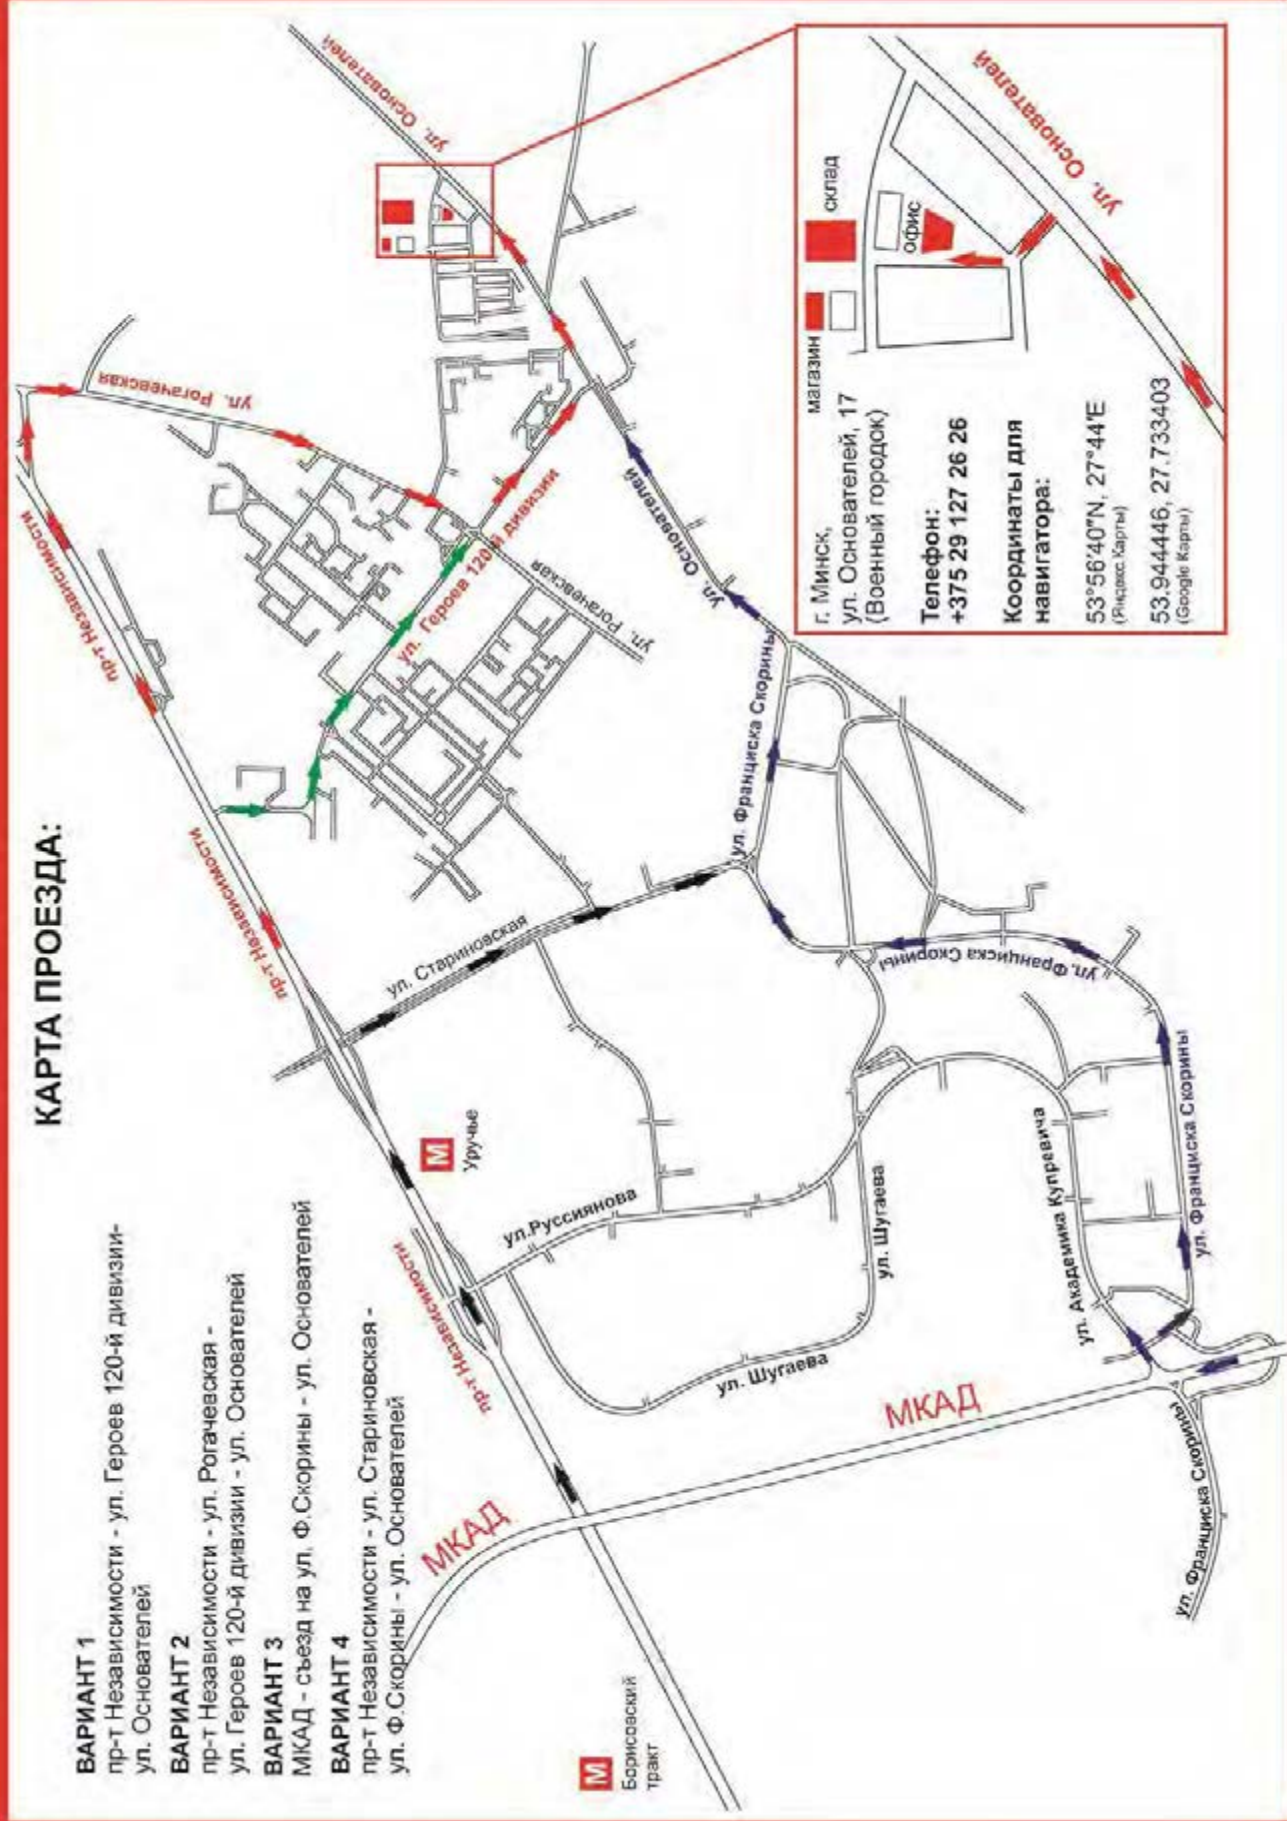 КАРТА ПРОЕЗДА:
ВАРИАНТ 1
пр-т Независимости - ул. Героев 120-й дивизии-
ул. Основателей
ВАРИАНТ 2
пр-т Независимости - ул. Рогачевская -
ул. Героев 120-й дивизии - ул. Основателей
ВАРИАНТ 3
МКАД - съезд на ул. Ф.Скорины - ул. Основателей
ВАРИАНТ 4
пр-т Независимости - ул. Стариновская -
ул. Ф.Скорины - ул. Основателей
М
Борисовский
тракт
МКАД
МКАД
пр-т Независимости
М
Уручье
ул.Руссиянова
ул. Шугаева
ул. Шугаева
ул. Академика Купревича
ул. Франциска Скорины
ул. Франциска Скорины
ул. Франциска Скорины
ул. Франциска Скорины
ул. Стариновская
пр-т Независимости
пр-т Независимости
ул. Рогачевская
ул. Рогачевская
ул. Героев 120-й дивизии
ул. Основателей
ул. Основателей
магазин
склад
офис
ул. Основателей
г. Минск,
ул. Основателей, 17
(Военный городок)
Телефон:
+375 29 127 26 26
Координаты для
навигатора:
53°56'40"N, 27°44'E
(Яндекс Карты)
53.944446, 27.733403
(Google Карты)